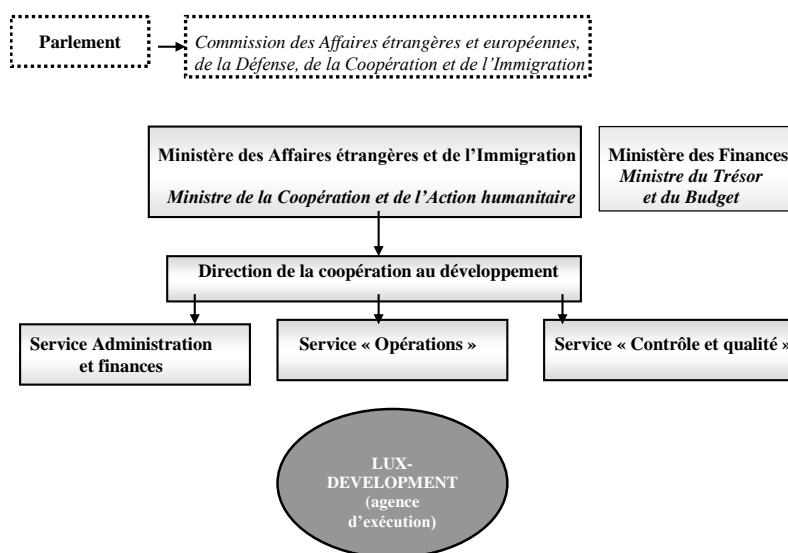 Parlement
Commission des Affaires étrangères et européennes,
de la Défense, de la Coopération et de l’Immigration
Ministère des Affaires étrangères et de l’Immigration
Ministre de la Coopération et de l’Action humanitaire
Ministère des Finances
Ministre du Trésor
et du Budget
Direction de la coopération au développement
Service Administration
et finances
Service « Opérations »
Service « Contrôle et qualité »
LUX-
DEVELOPMENT
(agence
d’exécution)